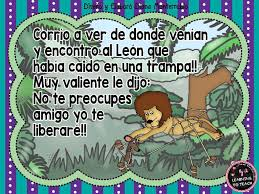 Corrio a ver de donde venian
y encontro al Leon que
habia caido en una trampa!!
Muy valiente le dijo:
No te preocupes
amigo yo te
liberaré!!